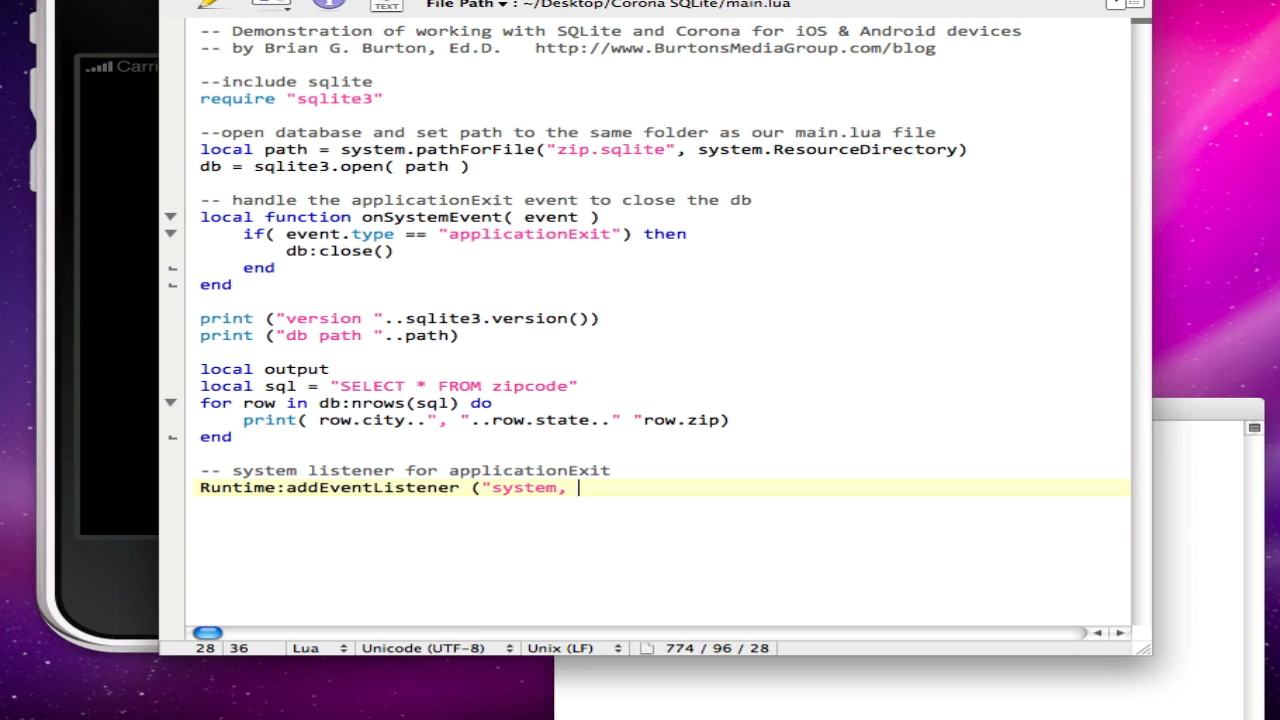 TEXT
File Path : ~/Desktop/Corona SQLite/main.lua
Carri
-- Demonstration of working with SQLite and Corona for iOS & Android devices
-- by Brian G. Burton, Ed.D.   http://www.BurtonsMediaGroup.com/blog
--include sqlite
require "sqlite3"
--open database and set path to the same folder as our main.lua file
local path = system.pathForFile("zip.sqlite", system.ResourceDirectory)
db = sqlite3.open( path )
-- handle the applicationExit event to close the db
local function onSystemEvent( event )
    if( event.type == "applicationExit") then
        db:close()
    end
end
print ("version "..sqlite3.version())
print ("db path "..path)
local output
local sql = "SELECT * FROM zipcode"
for row in db:nrows(sql) do
    print( row.city..", "..row.state.." "row.zip)
end
-- system listener for applicationExit
Runtime:addEventListener ("system,
28 36 Lua Unicode (UTF-8) Unix (LF) 774 / 96 / 28